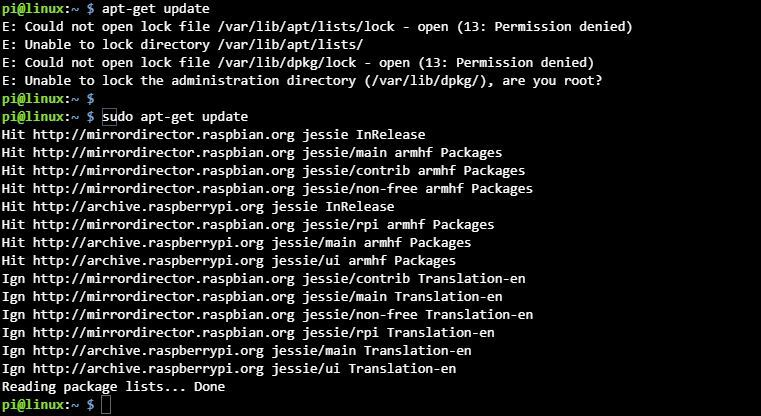 pi@linux:~ $ apt-get update
E: Could not open lock file /var/lib/apt/lists/lock - open (13: Permission denied)
E: Unable to lock directory /var/lib/apt/lists/
E: Could not open lock file /var/lib/dpkg/lock - open (13: Permission denied)
E: Unable to lock the administration directory (/var/lib/dpkg/), are you root?
pi@linux:~ $
pi@linux:~ $ sudo apt-get update
Hit http://mirrordirector.raspbian.org jessie InRelease
Hit http://mirrordirector.raspbian.org jessie/main armhf Packages
Hit http://mirrordirector.raspbian.org jessie/contrib armhf Packages
Hit http://mirrordirector.raspbian.org jessie/non-free armhf Packages
Hit http://archive.raspberrypi.org jessie InRelease
Hit http://mirrordirector.raspbian.org jessie/rpi armhf Packages
Hit http://archive.raspberrypi.org jessie/main armhf Packages
Hit http://archive.raspberrypi.org jessie/ui armhf Packages
Ign http://mirrordirector.raspbian.org jessie/contrib Translation-en
Ign http://mirrordirector.raspbian.org jessie/main Translation-en
Ign http://mirrordirector.raspbian.org jessie/non-free Translation-en
Ign http://mirrordirector.raspbian.org jessie/rpi Translation-en
Ign http://archive.raspberrypi.org jessie/main Translation-en
Ign http://archive.raspberrypi.org jessie/ui Translation-en
Reading package lists... Done
pi@linux:~ $